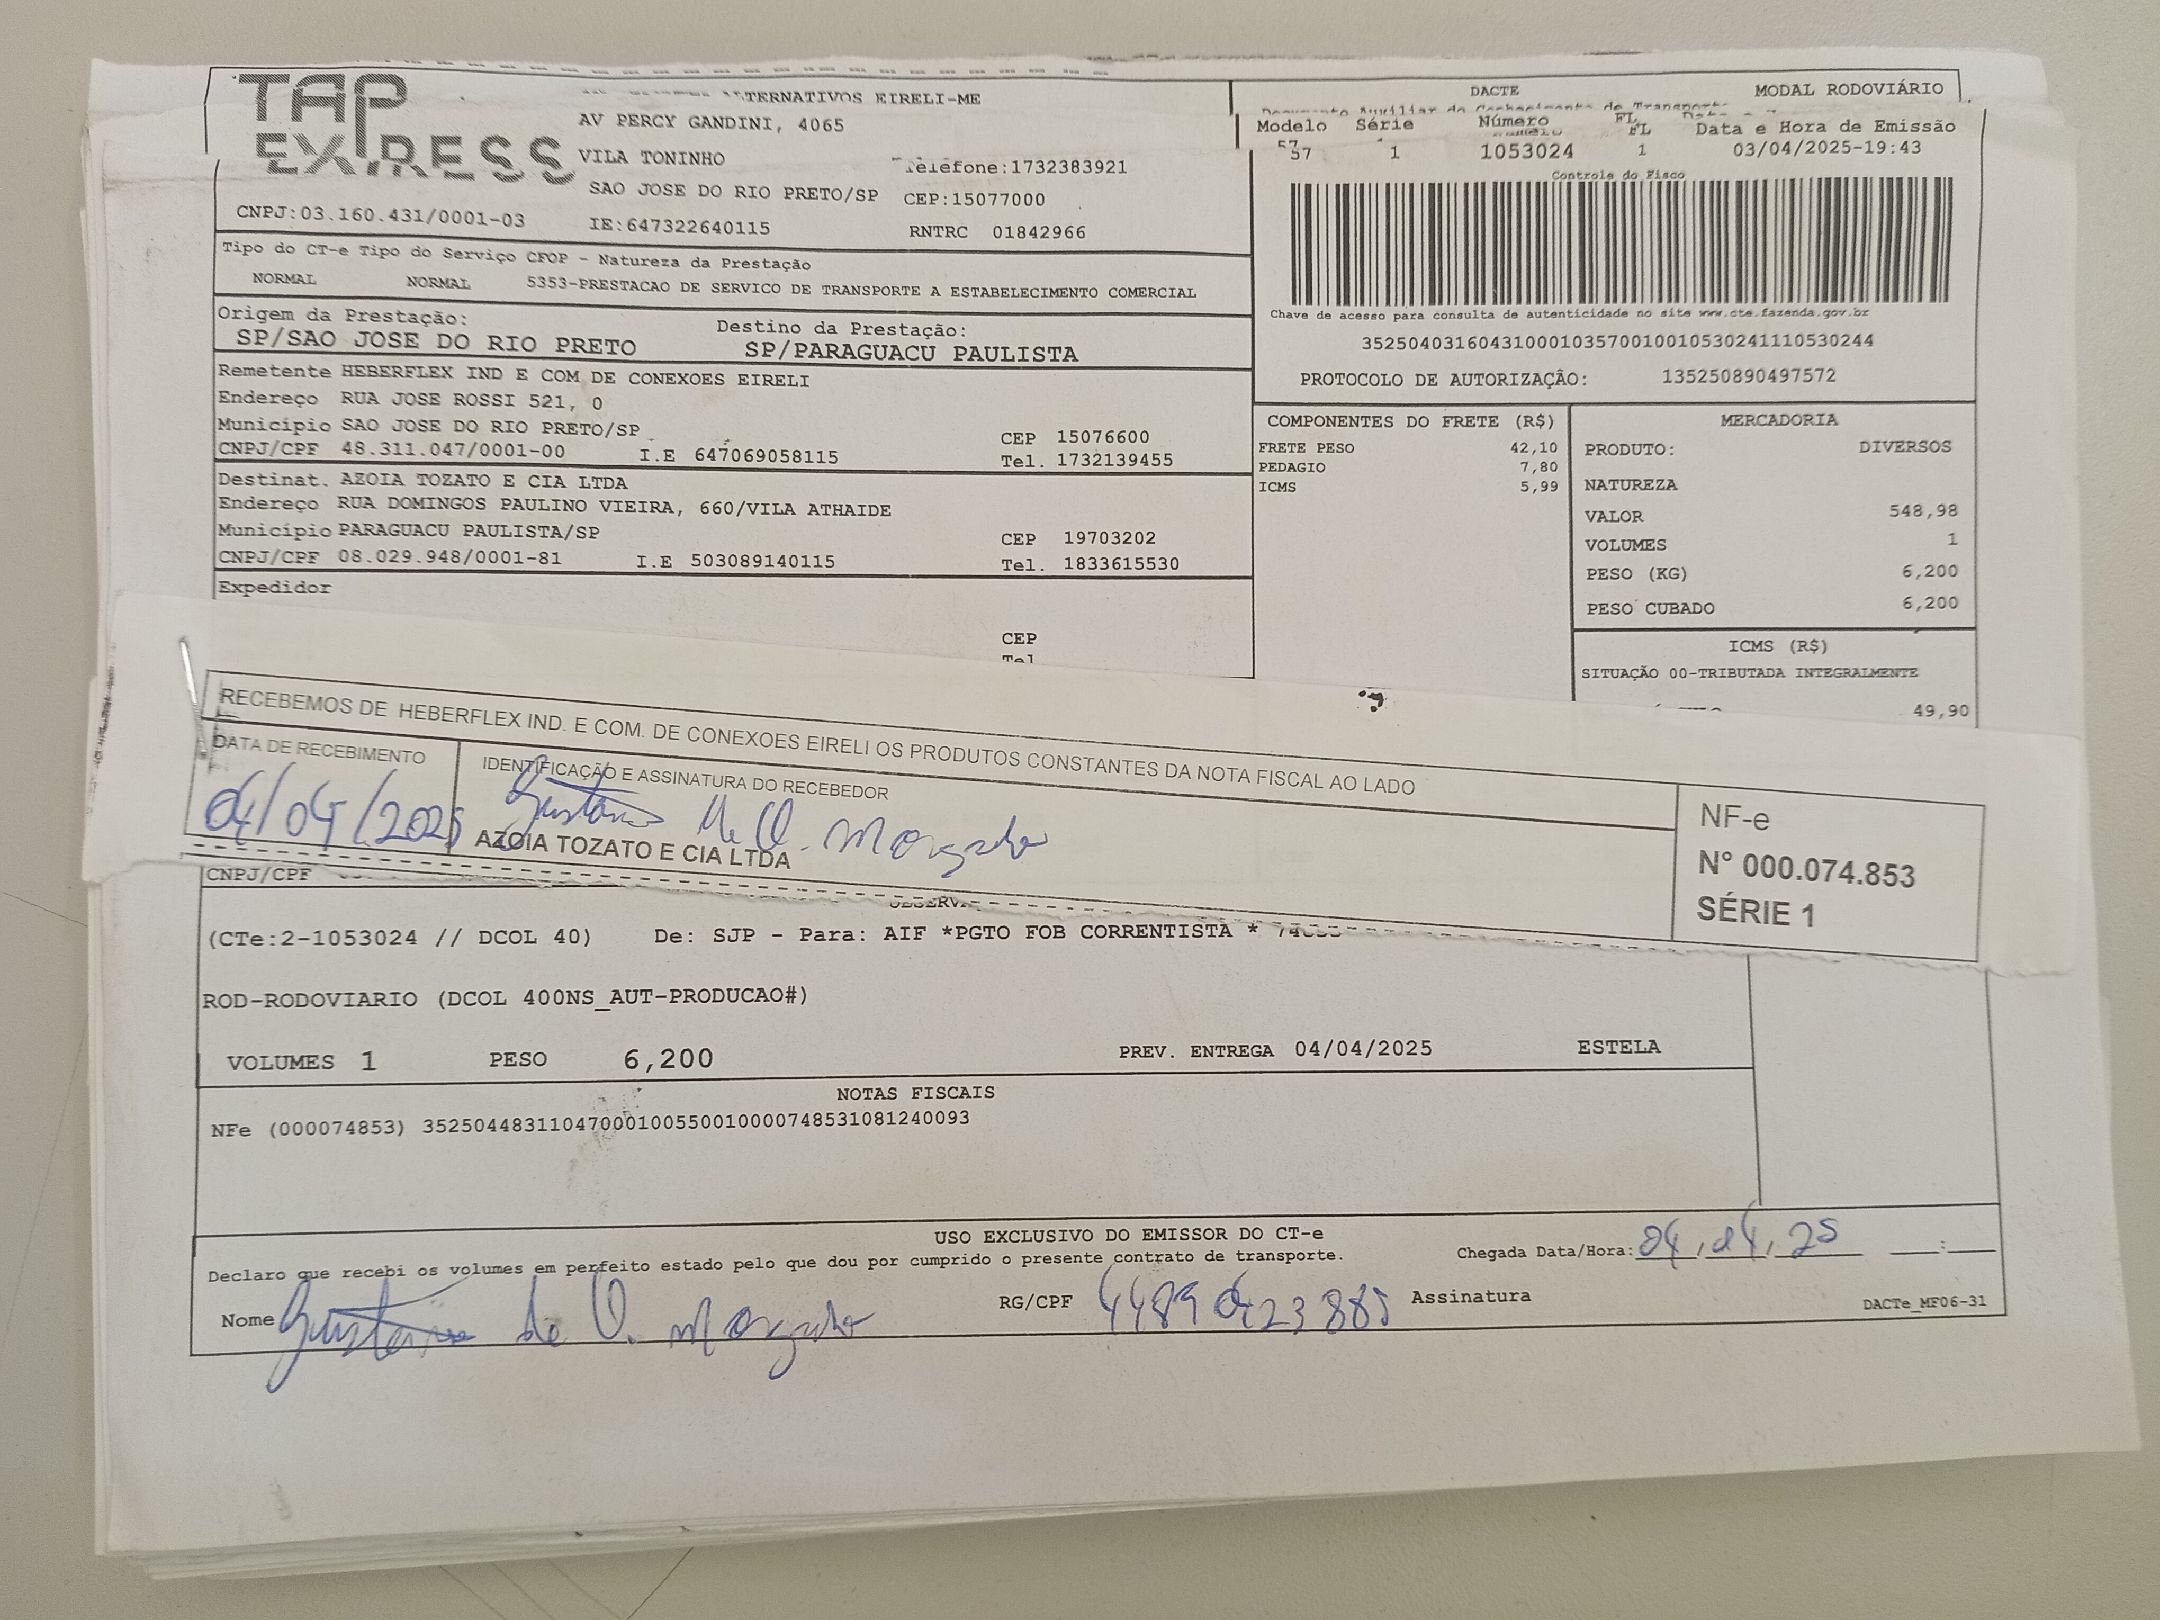 TAP EXPRESS
ALTERNATIVOS EIRELI-ME
AV PERCY GANDINI, 4065
VILA TONINHO
Telefone:1732383921
SAO JOSE DO RIO PRETO/SP CEP:15077000
CNPJ:03.160.431/0001-03 IE:647322640115 RNTRC 01842966
DACTE MODAL RODOVIÁRIO
Documento Auxiliar do Conhecimento de Transporte
Modelo Série Número FL Data e Hora de Emissão
57 1 1053024 1 03/04/2025-19:43
Controle do Fisco
Chave de acesso para consulta de autenticidade no site www.cte.fazenda.gov.br
35250403160431000103570010010530241110530244
PROTOCOLO DE AUTORIZAÇÃO: 135250890497572
Tipo do CT-e Tipo do Serviço CFOP - Natureza da Prestação
NORMAL NORMAL 5353-PRESTACAO DE SERVICO DE TRANSPORTE A ESTABELECIMENTO COMERCIAL
Origem da Prestação: Destino da Prestação:
SP/SAO JOSE DO RIO PRETO SP/PARAGUACU PAULISTA
Remetente HEBERFLEX IND E COM DE CONEXOES EIRELI
Endereço RUA JOSE ROSSI 521, 0
Município SAO JOSE DO RIO PRETO/SP CEP 15076600
CNPJ/CPF 48.311.047/0001-00 I.E 647069058115 Tel. 1732139455
Destinat. AZOIA TOZATO E CIA LTDA
Endereço RUA DOMINGOS PAULINO VIEIRA, 660/VILA ATHAIDE
Município PARAGUACU PAULISTA/SP CEP 19703202
CNPJ/CPF 08.029.948/0001-81 I.E 503089140115 Tel. 1833615530
Expedidor
CEP
Tel
COMPONENTES DO FRETE (R$)
FRETE PESO 42,10
PEDAGIO 7,80
ICMS 5,99
MERCADORIA
PRODUTO: DIVERSOS
NATUREZA
VALOR 548,98
VOLUMES 1
PESO (KG) 6,200
PESO CUBADO 6,200
ICMS (R$)
SITUAÇÃO 00-TRIBUTADA INTEGRALMENTE
49,90
RECEBEMOS DE HEBERFLEX IND. E COM. DE CONEXOES EIRELI OS PRODUTOS CONSTANTES DA NOTA FISCAL AO LADO
DATA DE RECEBIMENTO IDENTIFICAÇÃO E ASSINATURA DO RECEBEDOR
04/04/2025 Gustavo de O. Morgado
AZOIA TOZATO E CIA LTDA
NF-e
N° 000.074.853
SÉRIE 1
CNPJ/CPF
(CTe:2-1053024 // DCOL 40) De: SJP - Para: AIF *PGTO FOB CORRENTISTA *
ROD-RODOVIARIO (DCOL 400NS_AUT-PRODUCAO#)
VOLUMES 1 PESO 6,200 PREV. ENTREGA 04/04/2025 ESTELA
NOTAS FISCAIS
NFe (000074853) 35250448311047000100550010000748531081240093
USO EXCLUSIVO DO EMISSOR DO CT-e
Declaro que recebi os volumes em perfeito estado pelo que dou por cumprido o presente contrato de transporte. Chegada Data/Hora: 04, 04, 25 __:__
Nome Gustavo de O. Morgado RG/CPF 44890423885 Assinatura
DACTe_MF06-31